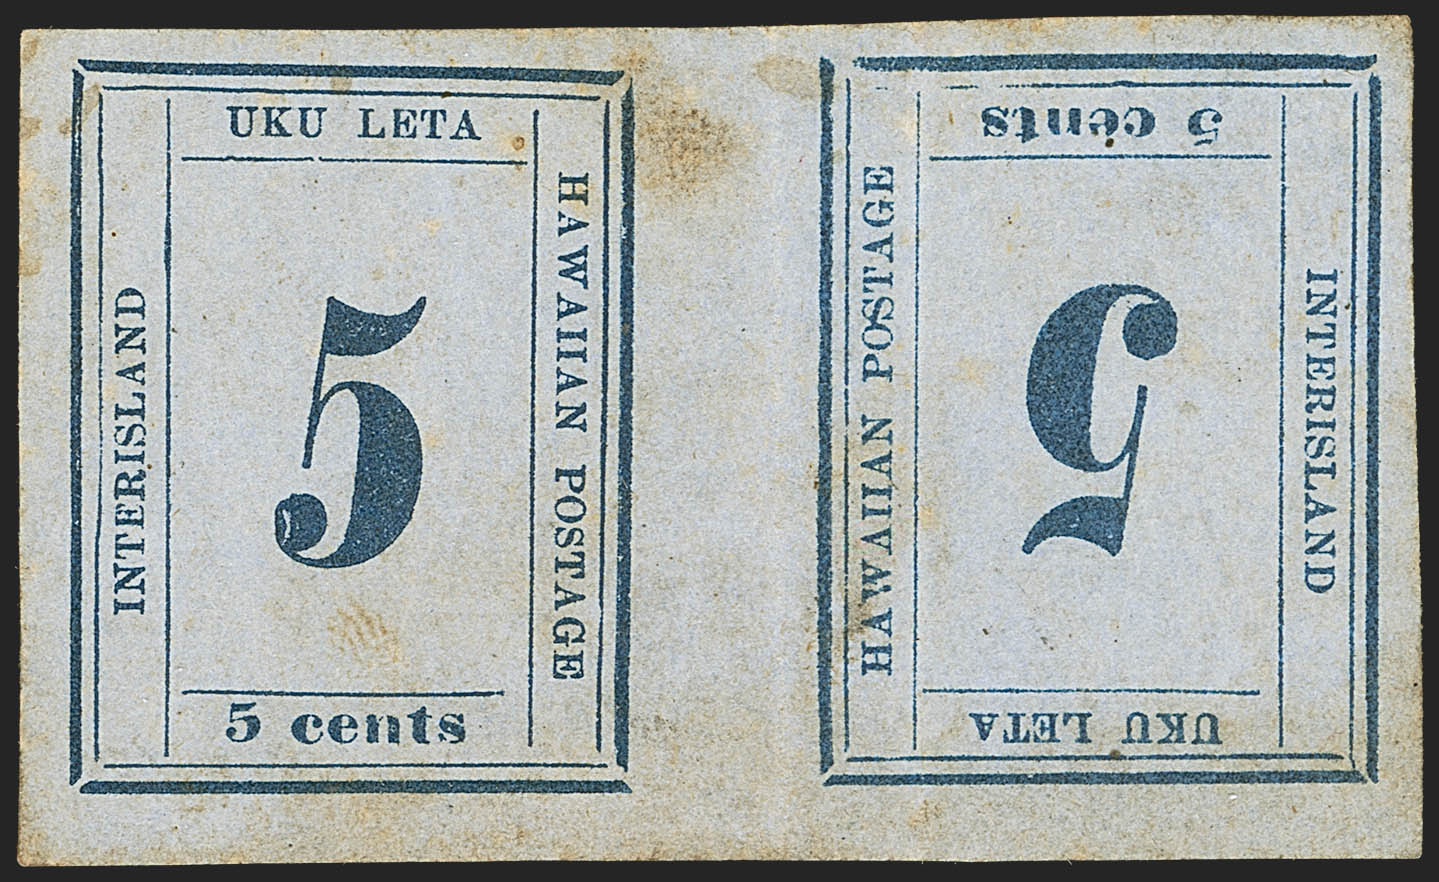 UKU LETA
INTERISLAND
HAWAIIAN POSTAGE
5
5 cents
UKU LETA
INTERISLAND
HAWAIIAN POSTAGE
5
5 cents